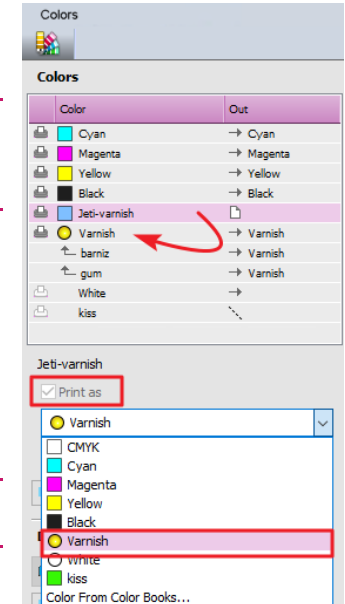 Colors
Colors
Color Out
Cyan → Cyan
Magenta → Magenta
Yellow → Yellow
Black → Black
Jeti-varnish
Varnish → Varnish
barniz → Varnish
gum → Varnish
White →
kiss
Jeti-varnish
Print as
Varnish
CMYK
Cyan
Magenta
Yellow
Black
Varnish
White
kiss
Color From Color Books...